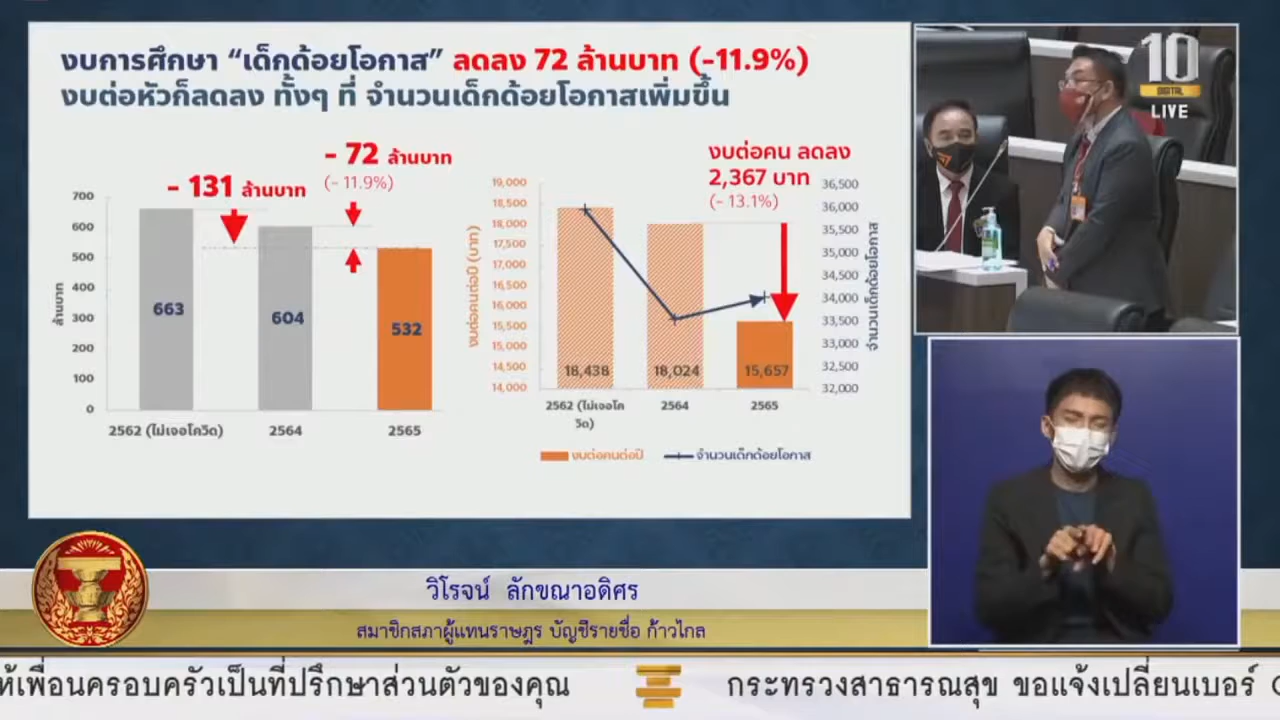 งบการศึกษา “เด็กด้อยโอกาส” ลดลง 72 ล้านบาท (-11.9%)
งบต่อหัวก็ลดลง ทั้งๆ ที่ จำนวนเด็กด้อยโอกาสเพิ่มขึ้น
- 131 ล้านบาท
- 72 ล้านบาท
(- 11.9%)
ล้านบาท
700
600
500
400
300
200
100
0
663
604
532
2562 (ไม่เจอโควิด)
2564
2565
งบต่อคน ลดลง
2,367 บาท
(- 13.1%)
งบต่อคนต่อปี (บาท)
19,000
18,500
18,000
17,500
17,000
16,500
16,000
15,500
15,000
14,500
14,000
18,438
18,024
15,657
36,500
36,000
35,500
35,000
34,500
34,000
33,500
33,000
32,500
32,000
จำนวนเด็กด้อยโอกาส
2562 (ไม่เจอโค
วิด)
2564
2565
งบต่อคนต่อปี
จำนวนเด็กด้อยโอกาส
10
DIGITAL
LIVE
วิโรจน์ ลักขณาอดิศร
สมาชิกสภาผู้แทนราษฎร บัญชีรายชื่อ ก้าวไกล
ห้เพื่อนครอบครัวเป็นที่ปรึกษาส่วนตัวของคุณ
กระทรวงสาธารณสุข ขอแจ้งเปลี่ยนเบอร์